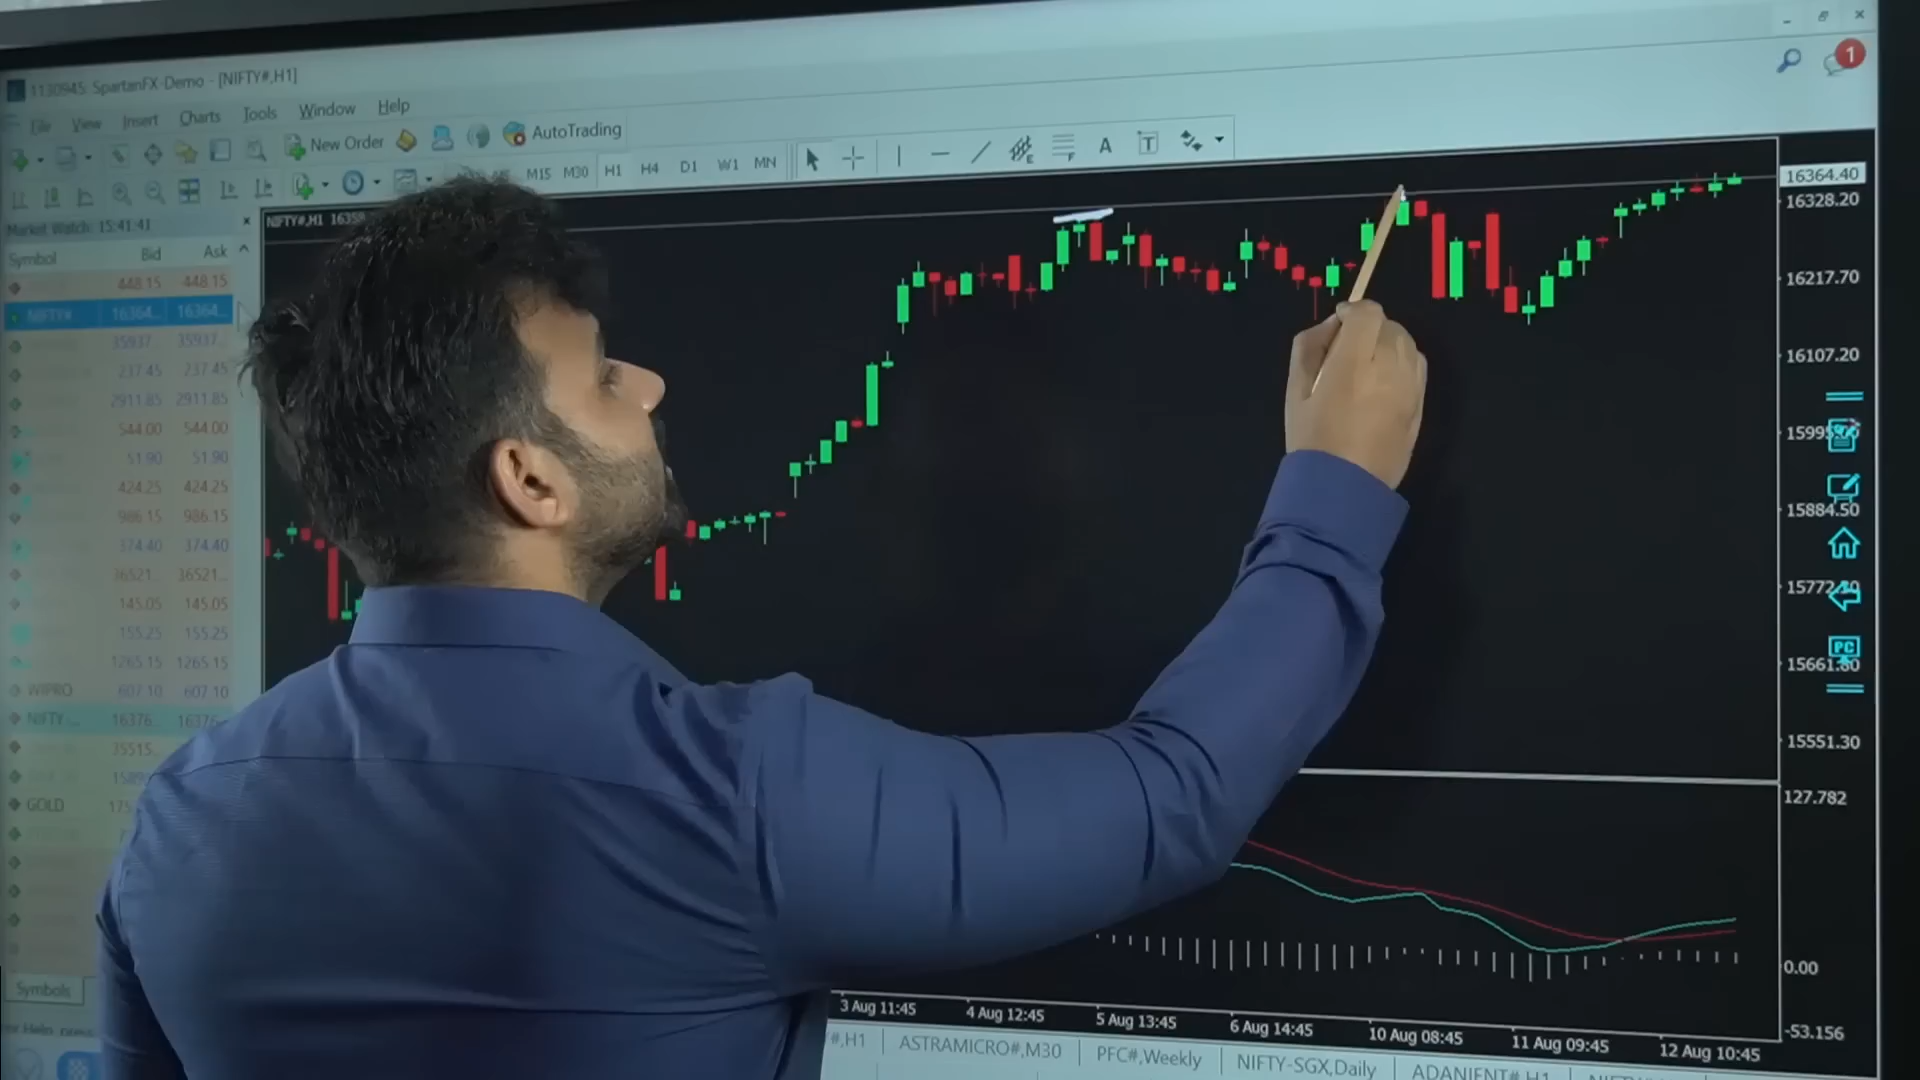 1130945: SpartanFX-Demo - [NIFTY#,H1]
File View Insert Charts Tools Window Help
1
New Order AutoTrading
M15 M30 H1 H4 D1 W1 MN
A T
Market Watch: 15:41:41
Symbol Bid Ask
448.15 448.15
NIFTY# 16364... 16364...
35937... 35937...
237.45 237.45
2911.85 2911.85
544.00 544.00
51.90 51.90
424.25 424.25
986.15 986.15
374.40 374.40
36521... 36521...
145.05 145.05
155.25 155.25
1265.15 1265.15
WIPRO 607.10 607.10
NIFTY-... 16376... 16376...
35515...
GOLD 175
Symbols
NIFTY#,H1
16364.40
16328.20
16217.70
16107.20
15884.50
15661.80
15551.30
127.782
0.00
-53.156
PC
3 Aug 11:45 4 Aug 12:45 5 Aug 13:45 6 Aug 14:45 10 Aug 08:45 11 Aug 09:45 12 Aug 10:45
#,H1 ASTRAMICRO#,M30 PFC#,Weekly NIFTY-SGX,Daily ADANIENT#,H1